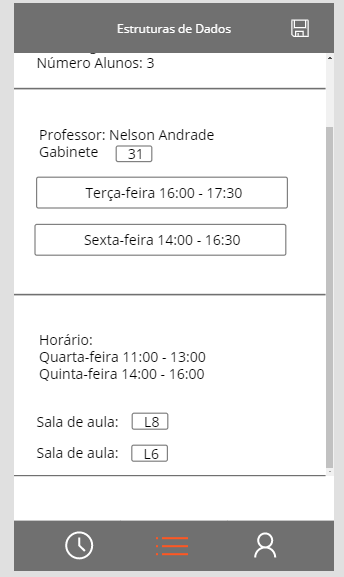 Estruturas de Dados
Número Alunos: 3
Professor: Nelson Andrade
Gabinete 31
Terça-feira 16:00 - 17:30
Sexta-feira 14:00 - 16:30
Horário:
Quarta-feira 11:00 - 13:00
Quinta-feira 14:00 - 16:00
Sala de aula: L8
Sala de aula: L6